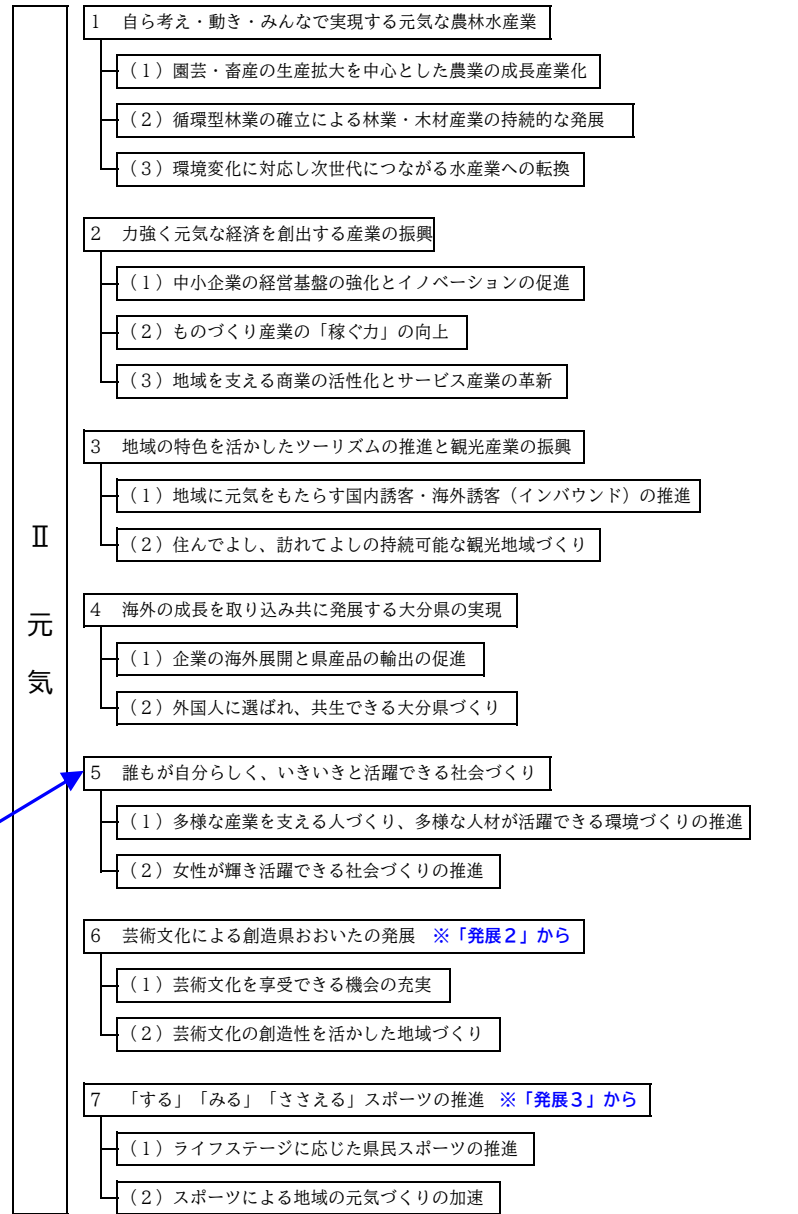 Ⅱ
元
気
1　自ら考え・動き・みんなで実現する元気な農林水産業
（１）園芸・畜産の生産拡大を中心とした農業の成長産業化
（２）循環型林業の確立による林業・木材産業の持続的な発展
（３）環境変化に対応し次世代につながる水産業への転換
2　力強く元気な経済を創出する産業の振興
（１）中小企業の経営基盤の強化とイノベーションの促進
（２）ものづくり産業の「稼ぐ力」の向上
（３）地域を支える商業の活性化とサービス産業の革新
3　地域の特色を活かしたツーリズムの推進と観光産業の振興
（１）地域に元気をもたらす国内誘客・海外誘客（インバウンド）の推進
（２）住んでよし、訪れてよしの持続可能な観光地域づくり
4　海外の成長を取り込み共に発展する大分県の実現
（１）企業の海外展開と県産品の輸出の促進
（２）外国人に選ばれ、共生できる大分県づくり
5　誰もが自分らしく、いきいきと活躍できる社会づくり
（１）多様な産業を支える人づくり、多様な人材が活躍できる環境づくりの推進
（２）女性が輝き活躍できる社会づくりの推進
6　芸術文化による創造県おおいたの発展　※「発展２」から
（１）芸術文化を享受できる機会の充実
（２）芸術文化の創造性を活かした地域づくり
7　「する」「みる」「ささえる」スポーツの推進　※「発展３」から
（１）ライフステージに応じた県民スポーツの推進
（２）スポーツによる地域の元気づくりの加速